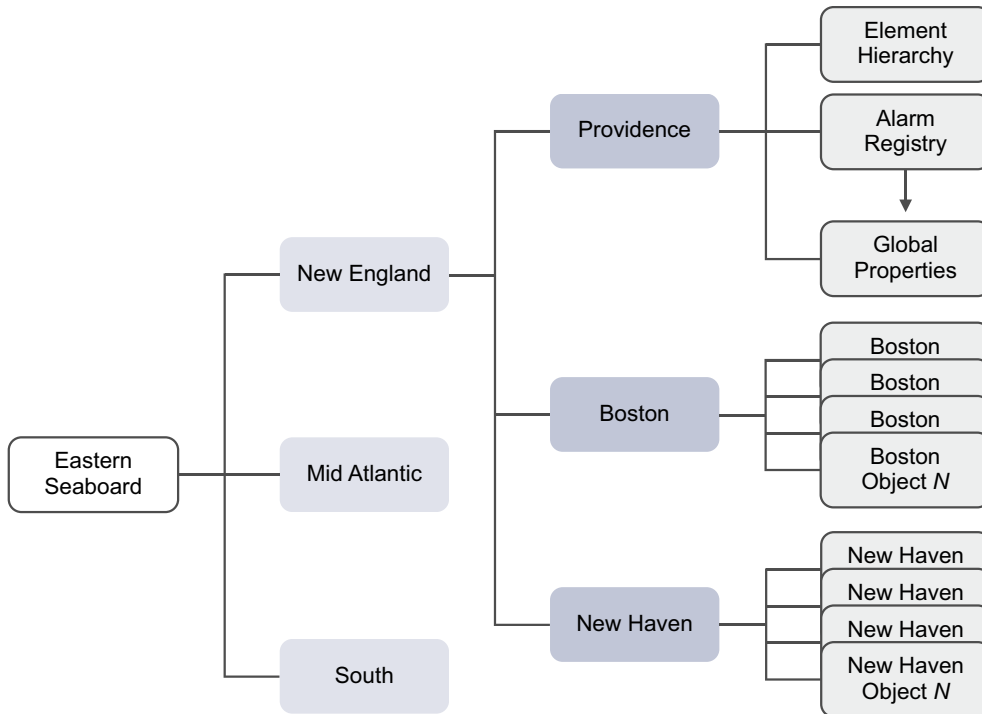 Element
Hierarchy
Providence
Alarm
Registry
New England
Global
Properties
Boston
Boston
Boston
Boston
Boston
Object N
Eastern
Seaboard
Mid Atlantic
New Haven
New Haven
New Haven
New Haven
New Haven
Object N
South